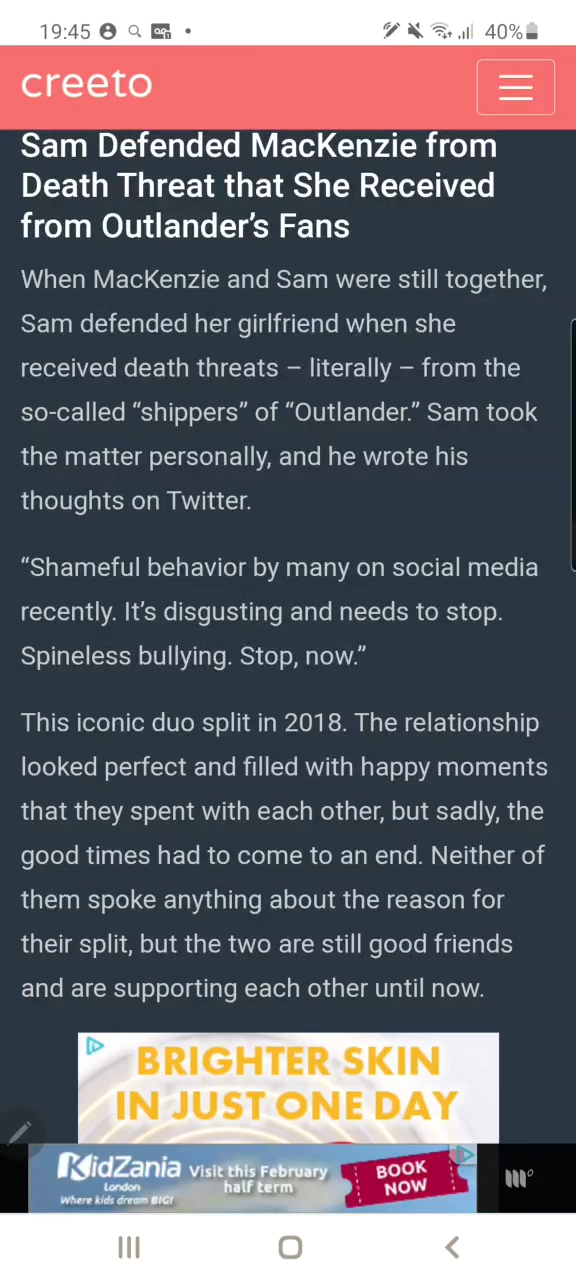 19:45
40%
creeto
Sam Defended MacKenzie from
Death Threat that She Received
from Outlander’s Fans
When MacKenzie and Sam were still together,
Sam defended her girlfriend when she
received death threats – literally – from the
so-called “shippers” of “Outlander.” Sam took
the matter personally, and he wrote his
thoughts on Twitter.
“Shameful behavior by many on social media
recently. It’s disgusting and needs to stop.
Spineless bullying. Stop, now.”
This iconic duo split in 2018. The relationship
looked perfect and filled with happy moments
that they spent with each other, but sadly, the
good times had to come to an end. Neither of
them spoke anything about the reason for
their split, but the two are still good friends
and are supporting each other until now.
BRIGHTER SKIN
IN JUST ONE DAY
KidZania
London
Where kids dream BIG!
Visit this February
half term
BOOK
NOW